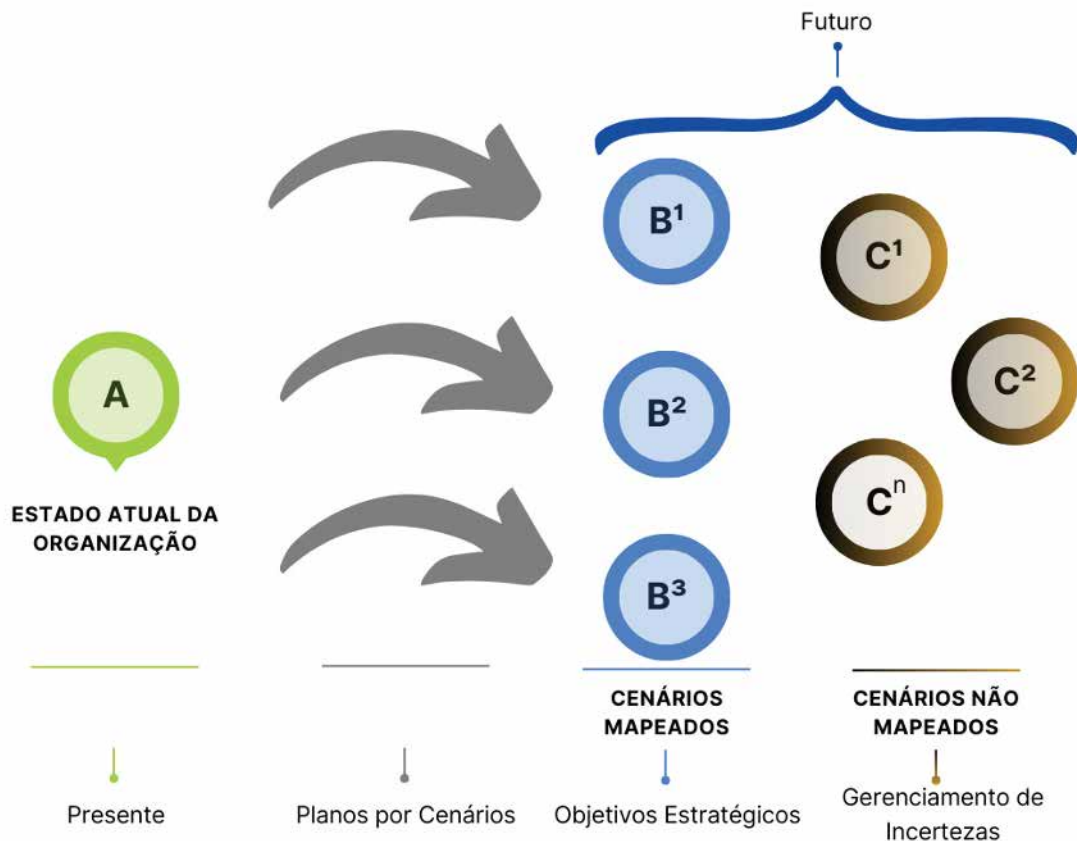 Futuro
B¹
C¹
A
B²
C²
Cⁿ
B³
ESTADO ATUAL DA
ORGANIZAÇÃO
CENÁRIOS
MAPEADOS
CENÁRIOS NÃO
MAPEADOS
Presente
Planos por Cenários
Objetivos Estratégicos
Gerenciamento de
Incertezas